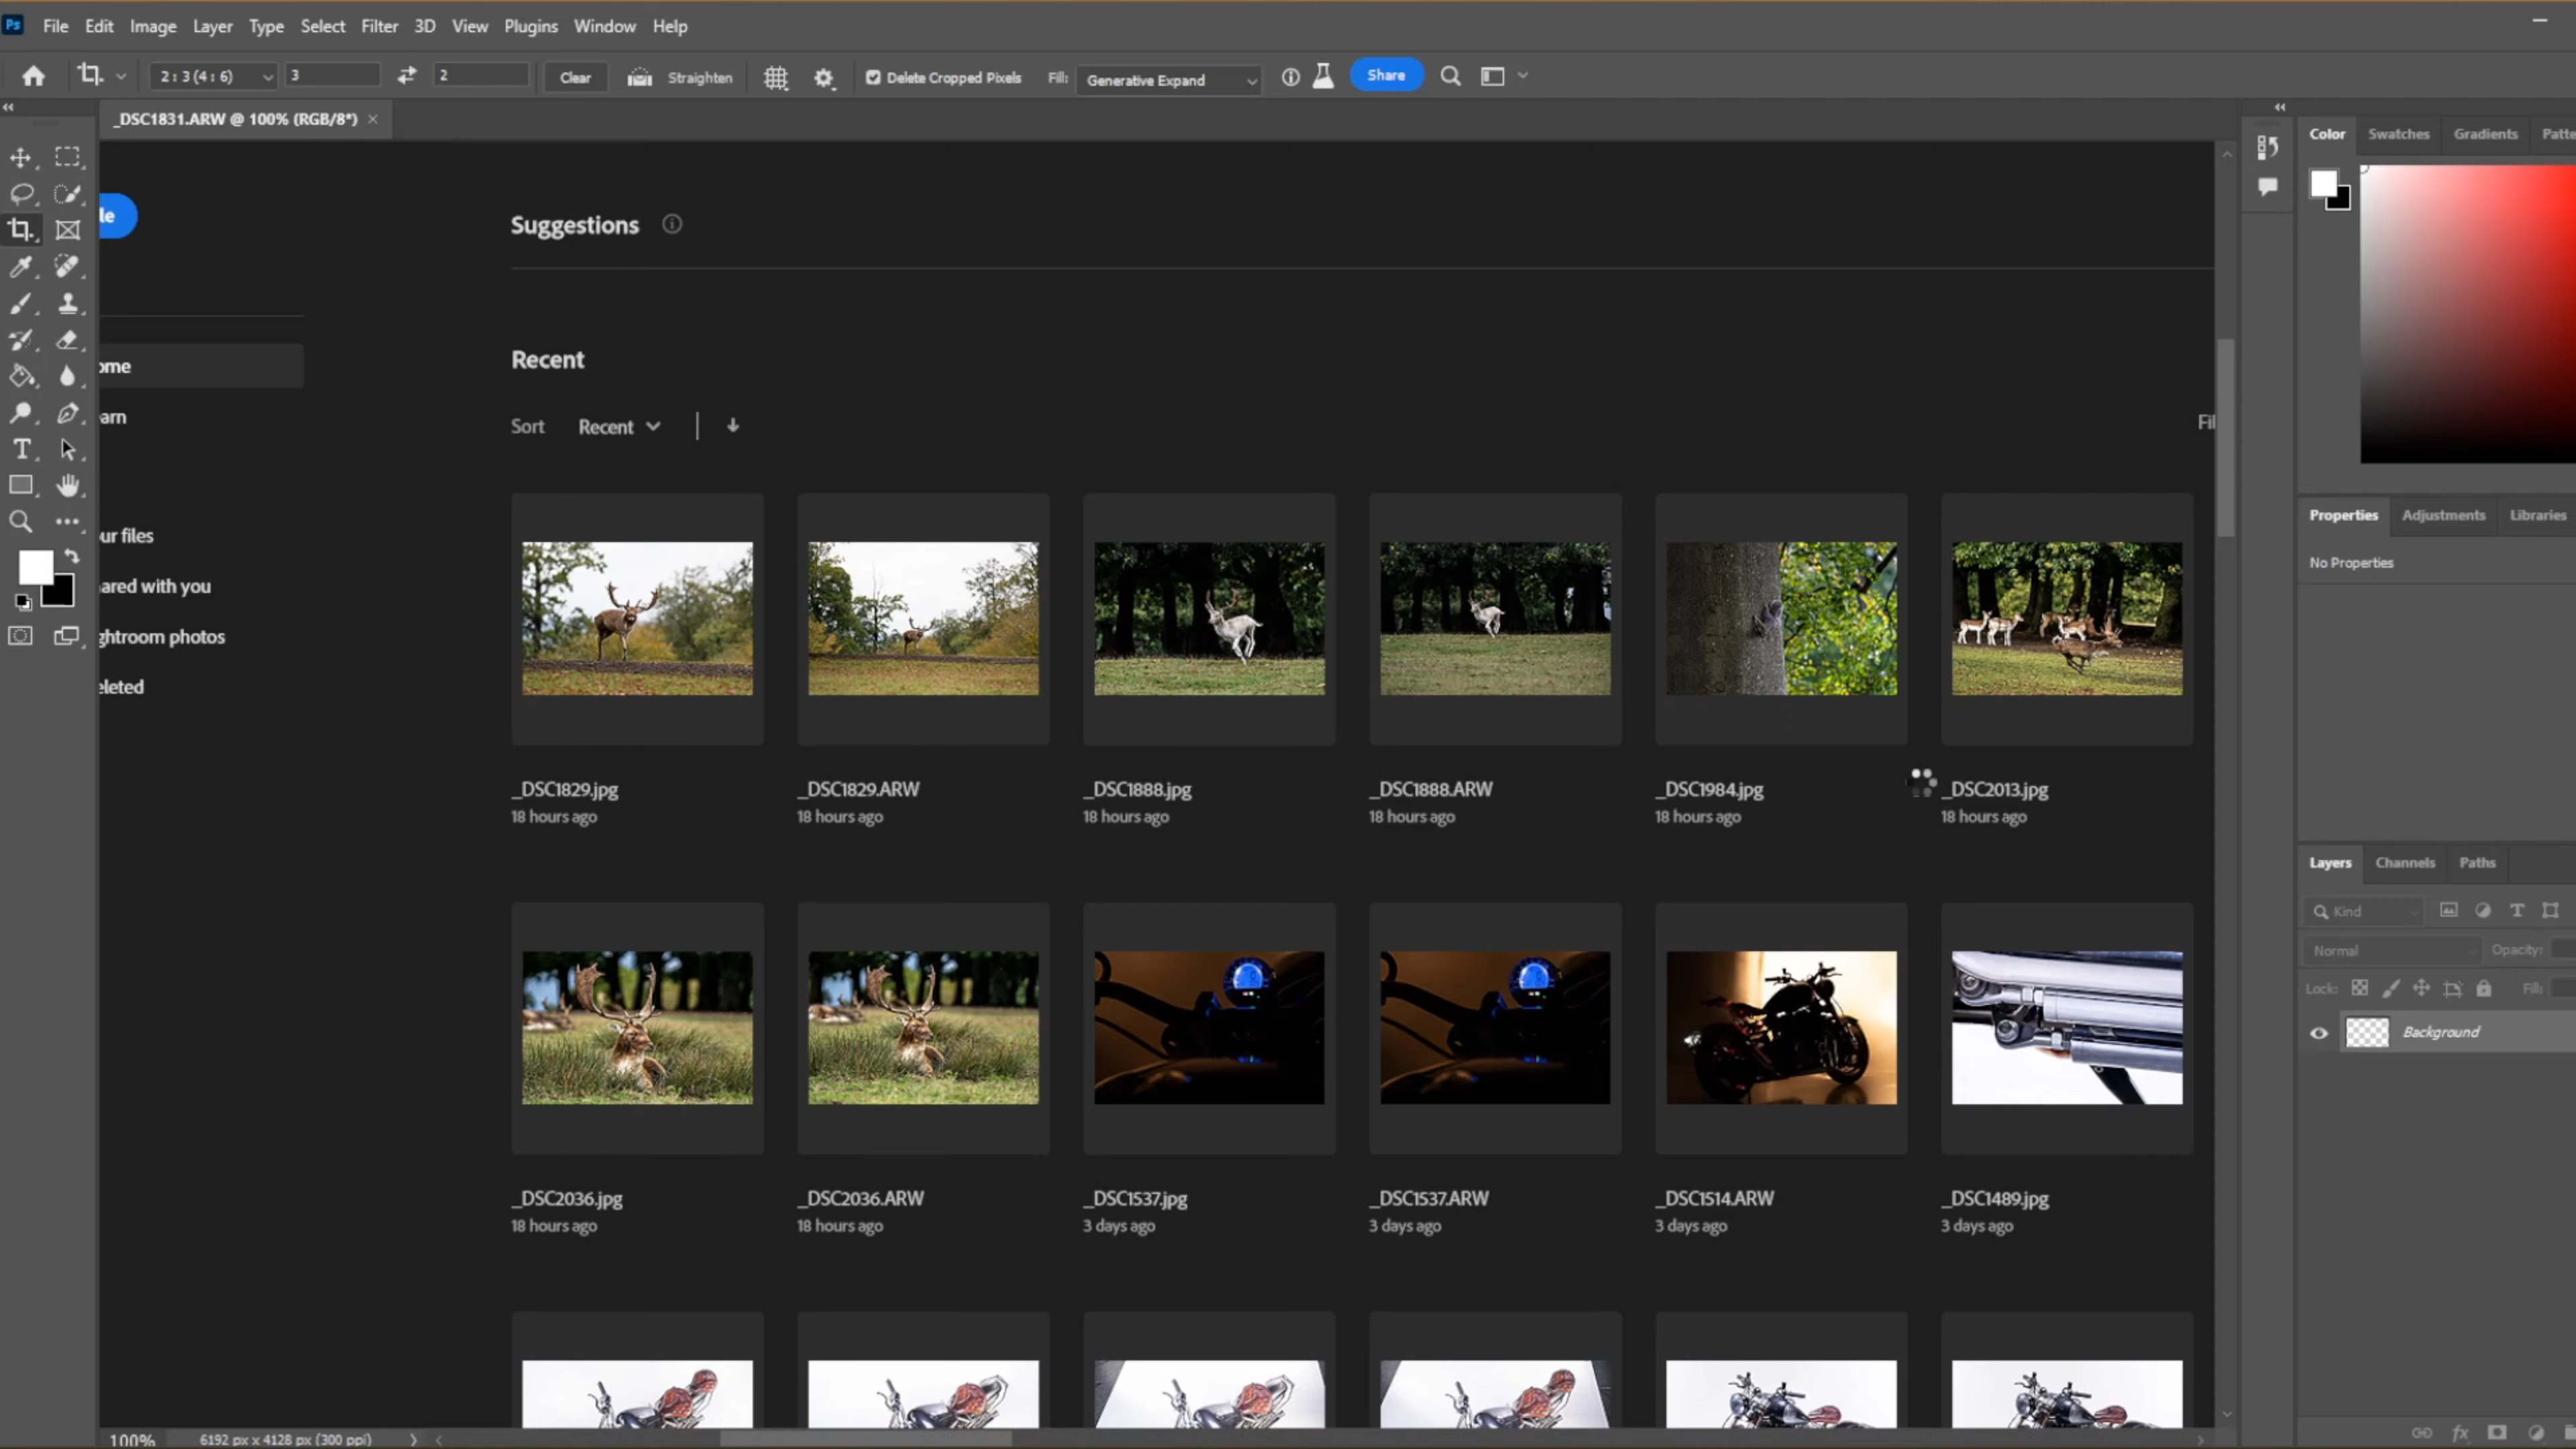 Ps File Edit Image Layer Type Select Filter 3D View Plugins Window Help
2 : 3 (4 : 6) 3 2 Clear Straighten Delete Cropped Pixels Fill: Generative Expand Share
_DSC1831.ARW @ 100% (RGB/8*) ×
Color Swatches Gradients Patte
le
Suggestions
ome
Recent
arn
Sort Recent
Fil
Properties Adjustments Libraries
ur files
No Properties
ared with you
ghtroom photos
eleted
_DSC1829.jpg _DSC1829.ARW _DSC1888.jpg _DSC1888.ARW _DSC1984.jpg _DSC2013.jpg
18 hours ago 18 hours ago 18 hours ago 18 hours ago 18 hours ago 18 hours ago
Layers Channels Paths
Kind
Normal Opacity:
Lock: Fill:
Background
_DSC2036.jpg _DSC2036.ARW _DSC1537.jpg _DSC1537.ARW _DSC1514.ARW _DSC1489.jpg
18 hours ago 18 hours ago 3 days ago 3 days ago 3 days ago 3 days ago
100% 6192 px x 4128 px (300 ppi)
fx